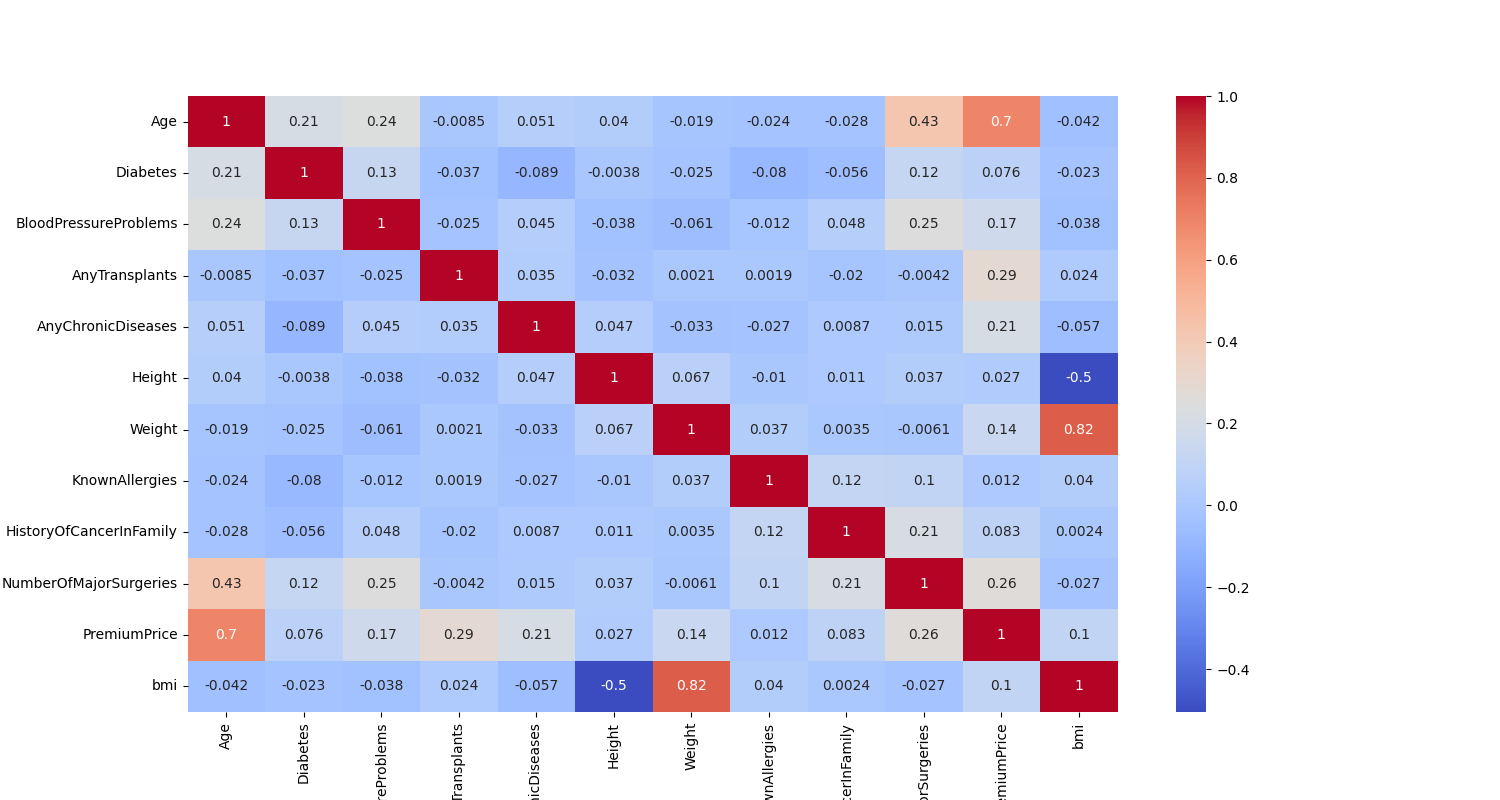 Age 1 0.21 0.24 -0.0085 0.051 0.04 -0.019 -0.024 -0.028 0.43 0.7 -0.042
Diabetes 0.21 1 0.13 -0.037 -0.089 -0.0038 -0.025 -0.08 -0.056 0.12 0.076 -0.023
BloodPressureProblems 0.24 0.13 1 -0.025 0.045 -0.038 -0.061 -0.012 0.048 0.25 0.17 -0.038
AnyTransplants -0.0085 -0.037 -0.025 1 0.035 -0.032 0.0021 0.0019 -0.02 -0.0042 0.29 0.024
AnyChronicDiseases 0.051 -0.089 0.045 0.035 1 0.047 -0.033 -0.027 0.0087 0.015 0.21 -0.057
Height 0.04 -0.0038 -0.038 -0.032 0.047 1 0.067 -0.01 0.011 0.037 0.027 -0.5
Weight -0.019 -0.025 -0.061 0.0021 -0.033 0.067 1 0.037 0.0035 -0.0061 0.14 0.82
KnownAllergies -0.024 -0.08 -0.012 0.0019 -0.027 -0.01 0.037 1 0.12 0.1 0.012 0.04
HistoryOfCancerInFamily -0.028 -0.056 0.048 -0.02 0.0087 0.011 0.0035 0.12 1 0.21 0.083 0.0024
NumberOfMajorSurgeries 0.43 0.12 0.25 -0.0042 0.015 0.037 -0.0061 0.1 0.21 1 0.26 -0.027
PremiumPrice 0.7 0.076 0.17 0.29 0.21 0.027 0.14 0.012 0.083 0.26 1 0.1
bmi -0.042 -0.023 -0.038 0.024 -0.057 -0.5 0.82 0.04 0.0024 -0.027 0.1 1
Age
Diabetes
reProblems
Transplants
nicDiseases
Height
Weight
wnAllergies
cerInFamily
orSurgeries
emiumPrice
bmi
1.0
0.8
0.6
0.4
0.2
0.0
−0.2
−0.4